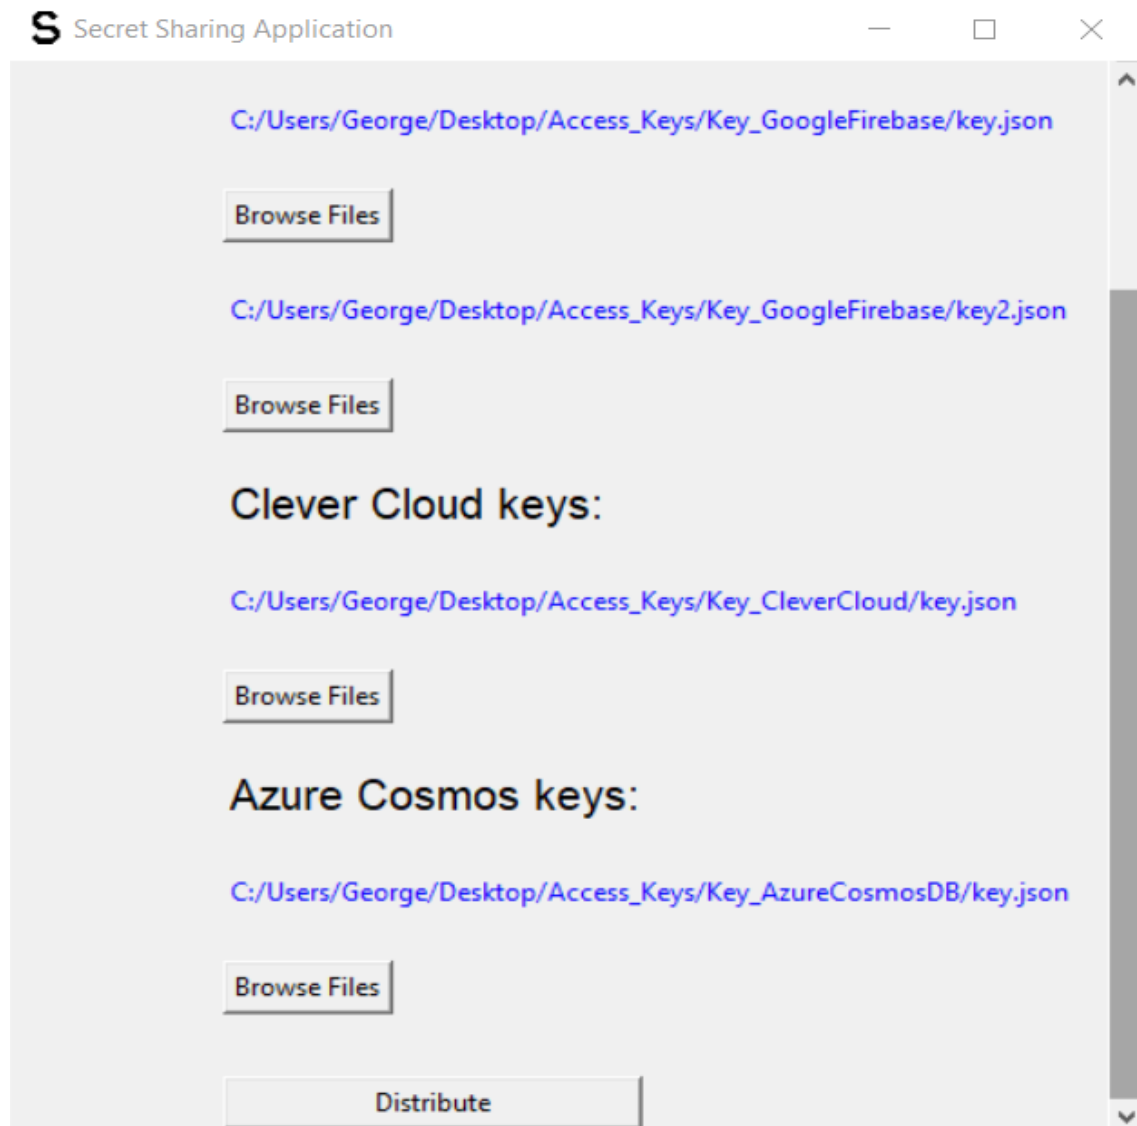 S Secret Sharing Application
C:/Users/George/Desktop/Access_Keys/Key_GoogleFirebase/key.json
Browse Files
C:/Users/George/Desktop/Access_Keys/Key_GoogleFirebase/key2.json
Browse Files
Clever Cloud keys:
C:/Users/George/Desktop/Access_Keys/Key_CleverCloud/key.json
Browse Files
Azure Cosmos keys:
C:/Users/George/Desktop/Access_Keys/Key_AzureCosmosDB/key.json
Browse Files
Distribute